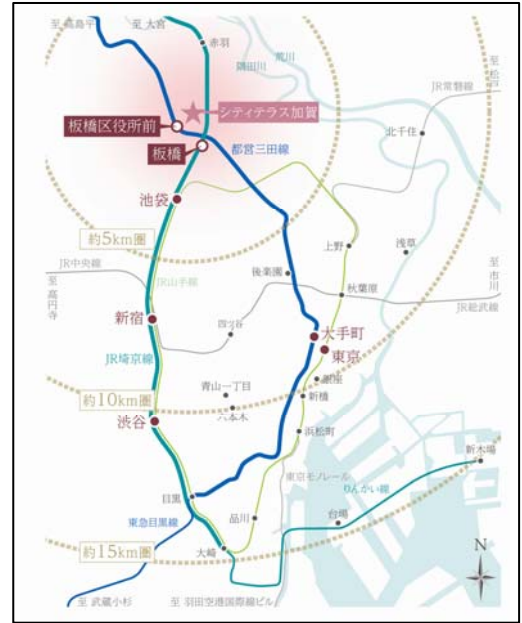 至 高島平
至 大宮
赤羽
隅田川
荒川
至 松戸
JR常磐線
シティテラス加賀
板橋区役所前
北千住
板橋
都営三田線
池袋
約5km圏
上野
浅草
JR中央線
JR山手線
後楽園
至 市川
至 高円寺
秋葉原
JR総武線
新宿
四ッ谷
大手町
東京
JR埼京線
青山一丁目
銀座
約10km圏
六本木
新橋
渋谷
浜松町
新木場
東京モノレール
目黒
りんかい線
東急目黒線
品川
台場
大崎
約15km圏
N
至 武蔵小杉
至 羽田空港国際線ビル